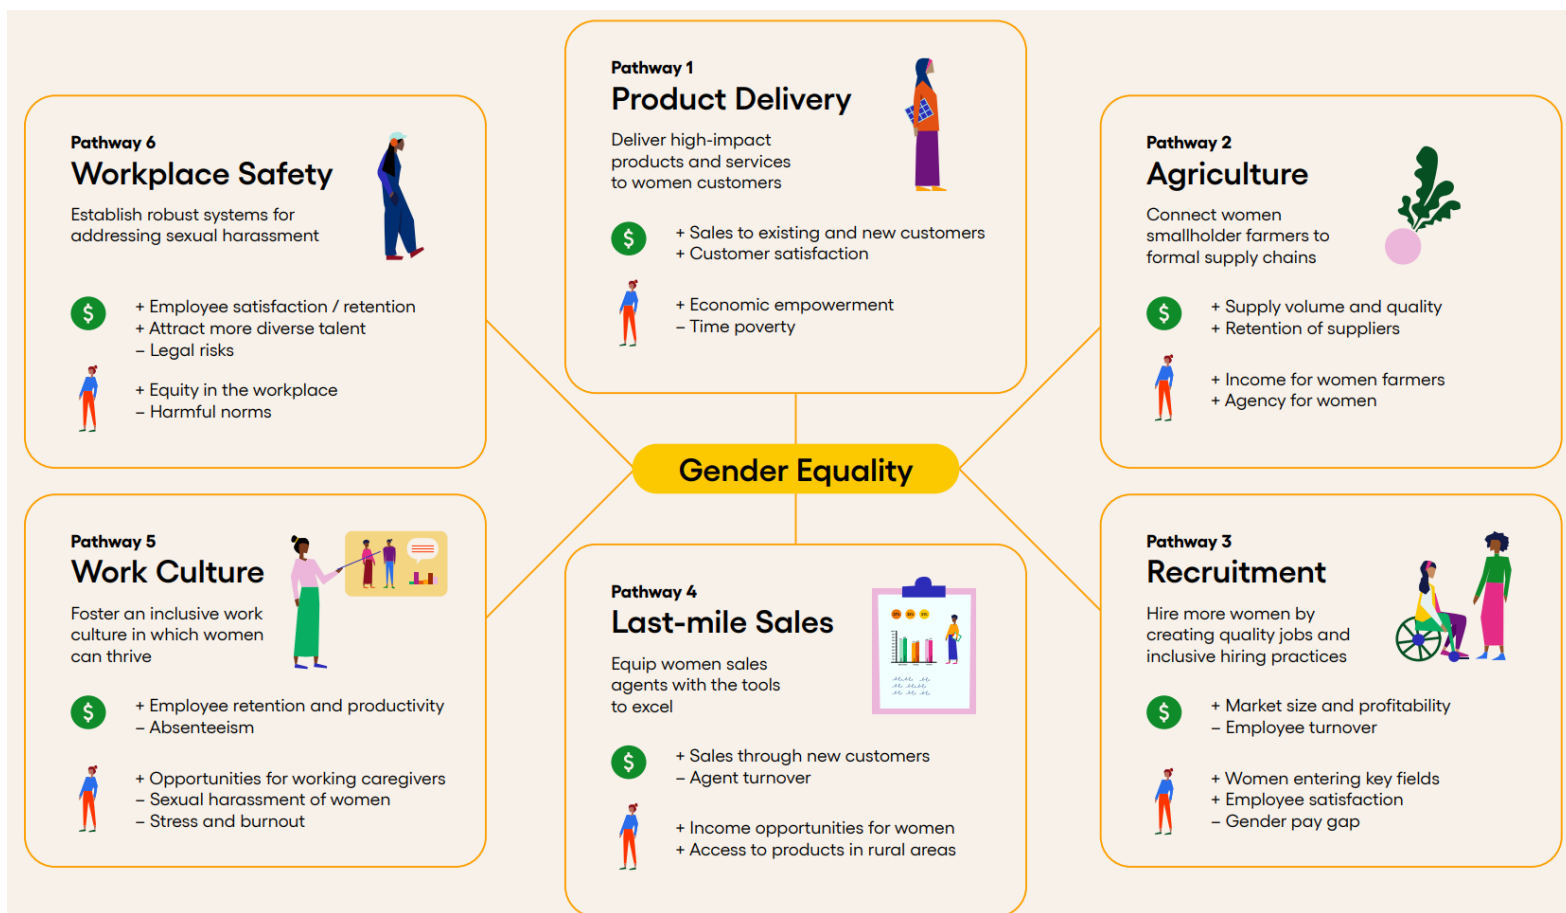 Pathway 1
Product Delivery
Deliver high-impact
products and services
to women customers
$
+ Sales to existing and new customers
+ Customer satisfaction
+ Economic empowerment
– Time poverty
Pathway 2
Agriculture
Connect women
smallholder farmers to
formal supply chains
$
+ Supply volume and quality
+ Retention of suppliers
+ Income for women farmers
+ Agency for women
Pathway 3
Recruitment
Hire more women by
creating quality jobs and
inclusive hiring practices
$
+ Market size and profitability
– Employee turnover
+ Women entering key fields
+ Employee satisfaction
– Gender pay gap
Pathway 4
Last-mile Sales
Equip women sales
agents with the tools
to excel
$
+ Sales through new customers
– Agent turnover
+ Income opportunities for women
+ Access to products in rural areas
Pathway 5
Work Culture
Foster an inclusive work
culture in which women
can thrive
$
+ Employee retention and productivity
– Absenteeism
+ Opportunities for working caregivers
– Sexual harassment of women
– Stress and burnout
Pathway 6
Workplace Safety
Establish robust systems for
addressing sexual harassment
$
+ Employee satisfaction / retention
+ Attract more diverse talent
– Legal risks
+ Equity in the workplace
– Harmful norms
Gender Equality